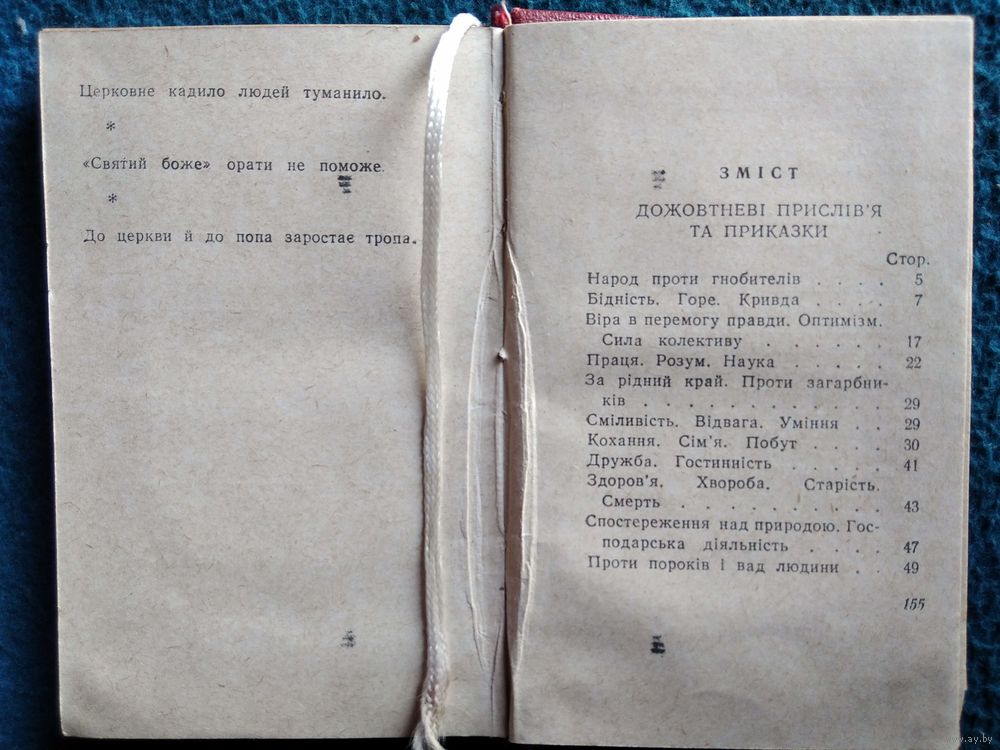 Церковне кадило людей туманило.
*
«Святий боже» орати не поможе.
*
До церкви й до попа заростає тропа.
ЗМІСТ
ДОЖОВТНЕВІ ПРИСЛІВ'Я
ТА ПРИКАЗКИ
Стор.
Народ проти гнобителів . . . . 5
Бідність. Горе. Кривда . . . . 7
Віра в перемогу правди. Оптимізм.
Сила колективу . . . . . . 17
Праця. Розум. Наука . . . . . 22
За рідний край. Проти загарбни-
ків . . . . . . . . . . . 29
Сміливість. Відвага. Уміння . . 29
Кохання. Сім'я. Побут . . . . 30
Дружба. Гостинність . . . . . 41
Здоров'я. Хвороба. Старість.
Смерть . . . . . . . . . . 43
Спостереження над природою. Гос-
подарська діяльність . . . . 47
Проти пороків і вад людини . . 49
155
www.ay.by